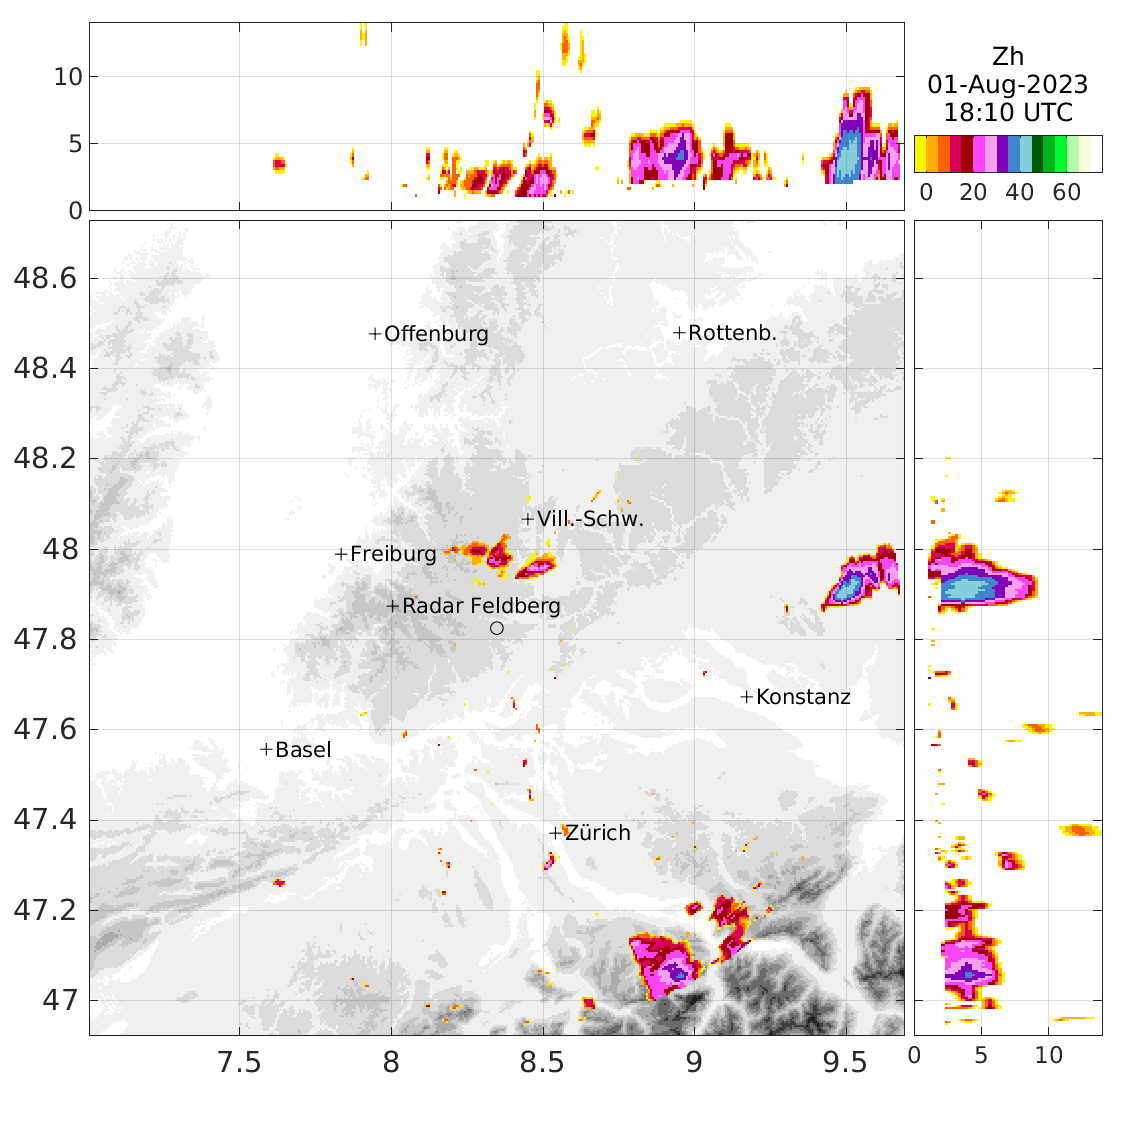 10
5
0
Zh
01-Aug-2023
18:10 UTC
0 20 40 60
48.6
48.4
48.2
48
47.8
47.6
47.4
47.2
47
+Offenburg
+Rottenb.
+Vill.-Schw.
+Freiburg
+Radar Feldberg
+Konstanz
+Basel
+Zürich
7.5 8 8.5 9 9.5
0 5 10